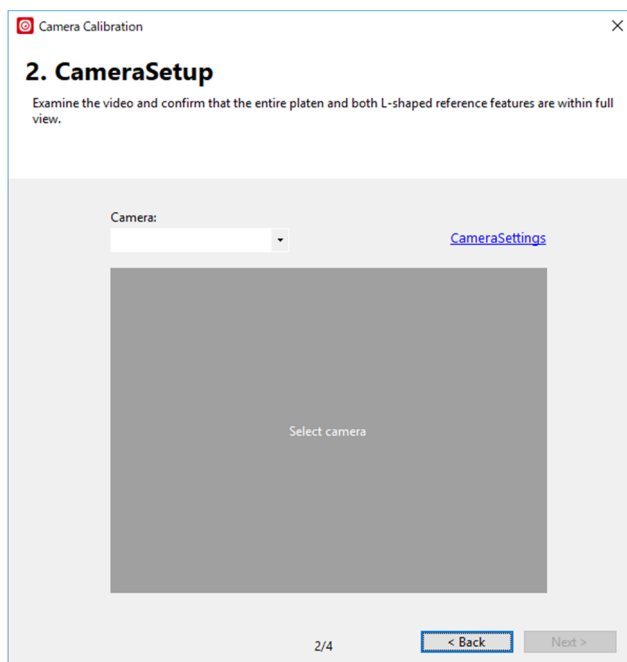 Camera Calibration
2. CameraSetup
Examine the video and confirm that the entire platen and both L-shaped reference features are within full
view.
Camera:
CameraSettings
Select camera
2/4
< Back
Next >